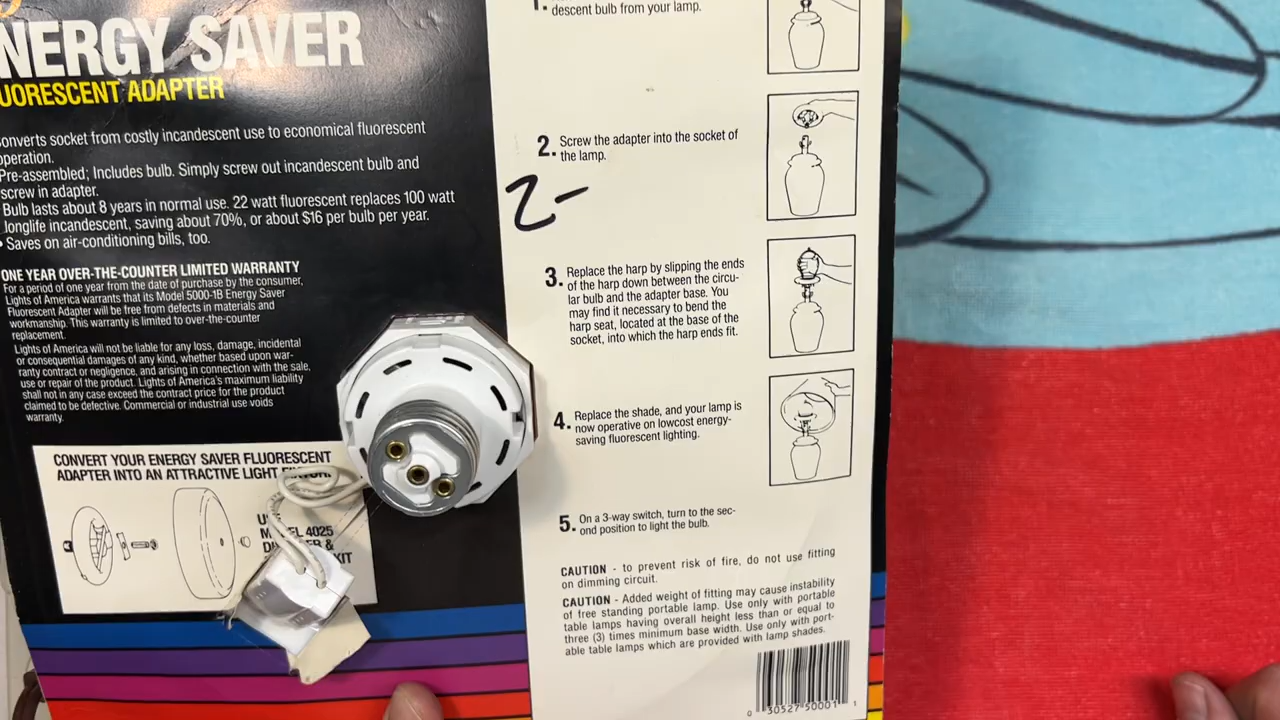 NERGY SAVER
UORESCENT ADAPTER
onverts socket from costly incandescent use to economical fluorescent
operation.
Pre-assembled; Includes bulb. Simply screw out incandescent bulb and
screw in adapter.
Bulb lasts about 8 years in normal use. 22 watt fluorescent replaces 100 watt
longlife incandescent, saving about 70%, or about $16 per bulb per year.
• Saves on air-conditioning bills, too.
ONE YEAR OVER-THE-COUNTER LIMITED WARRANTY
For a period of one year from the date of purchase by the consumer,
Lights of America warrants that its Model 5000-1B Energy Saver
Fluorescent Adapter will be free from defects in materials and
workmanship. This warranty is limited to over-the-counter
replacement.
Lights of America will not be liable for any loss, damage, incidental
or consequential damages of any kind, whether based upon war-
ranty contract or negligence, and arising in connection with the sale,
use or repair of the product. Lights of America's maximum liability
shall not in any case exceed the contract price for the product
claimed to be defective. Commercial or industrial use voids
warranty.
CONVERT YOUR ENERGY SAVER FLUORESCENT
ADAPTER INTO AN ATTRACTIVE LIGHT
4025
&
KIT
1.
descent bulb from your lamp.
2. Screw the adapter into the socket of
the lamp.
2-
3. Replace the harp by slipping the ends
of the harp down between the circu-
lar bulb and the adapter base. You
may find it necessary to bend the
harp seat, located at the base of the
socket, into which the harp ends fit.
4. Replace the shade, and your lamp is
now operative on lowcost energy-
saving fluorescent lighting.
5. On a 3-way switch, turn to the sec-
ond position to light the bulb.
CAUTION - to prevent risk of fire, do not use fitting
on dimming circuit.
CAUTION - Added weight of fitting may cause instability
of free standing portable lamp. Use only with portable
table lamps having overall height less than or equal to
three (3) times minimum base width. Use only with port-
able table lamps which are provided with lamp shades.
0 30527 50001 1